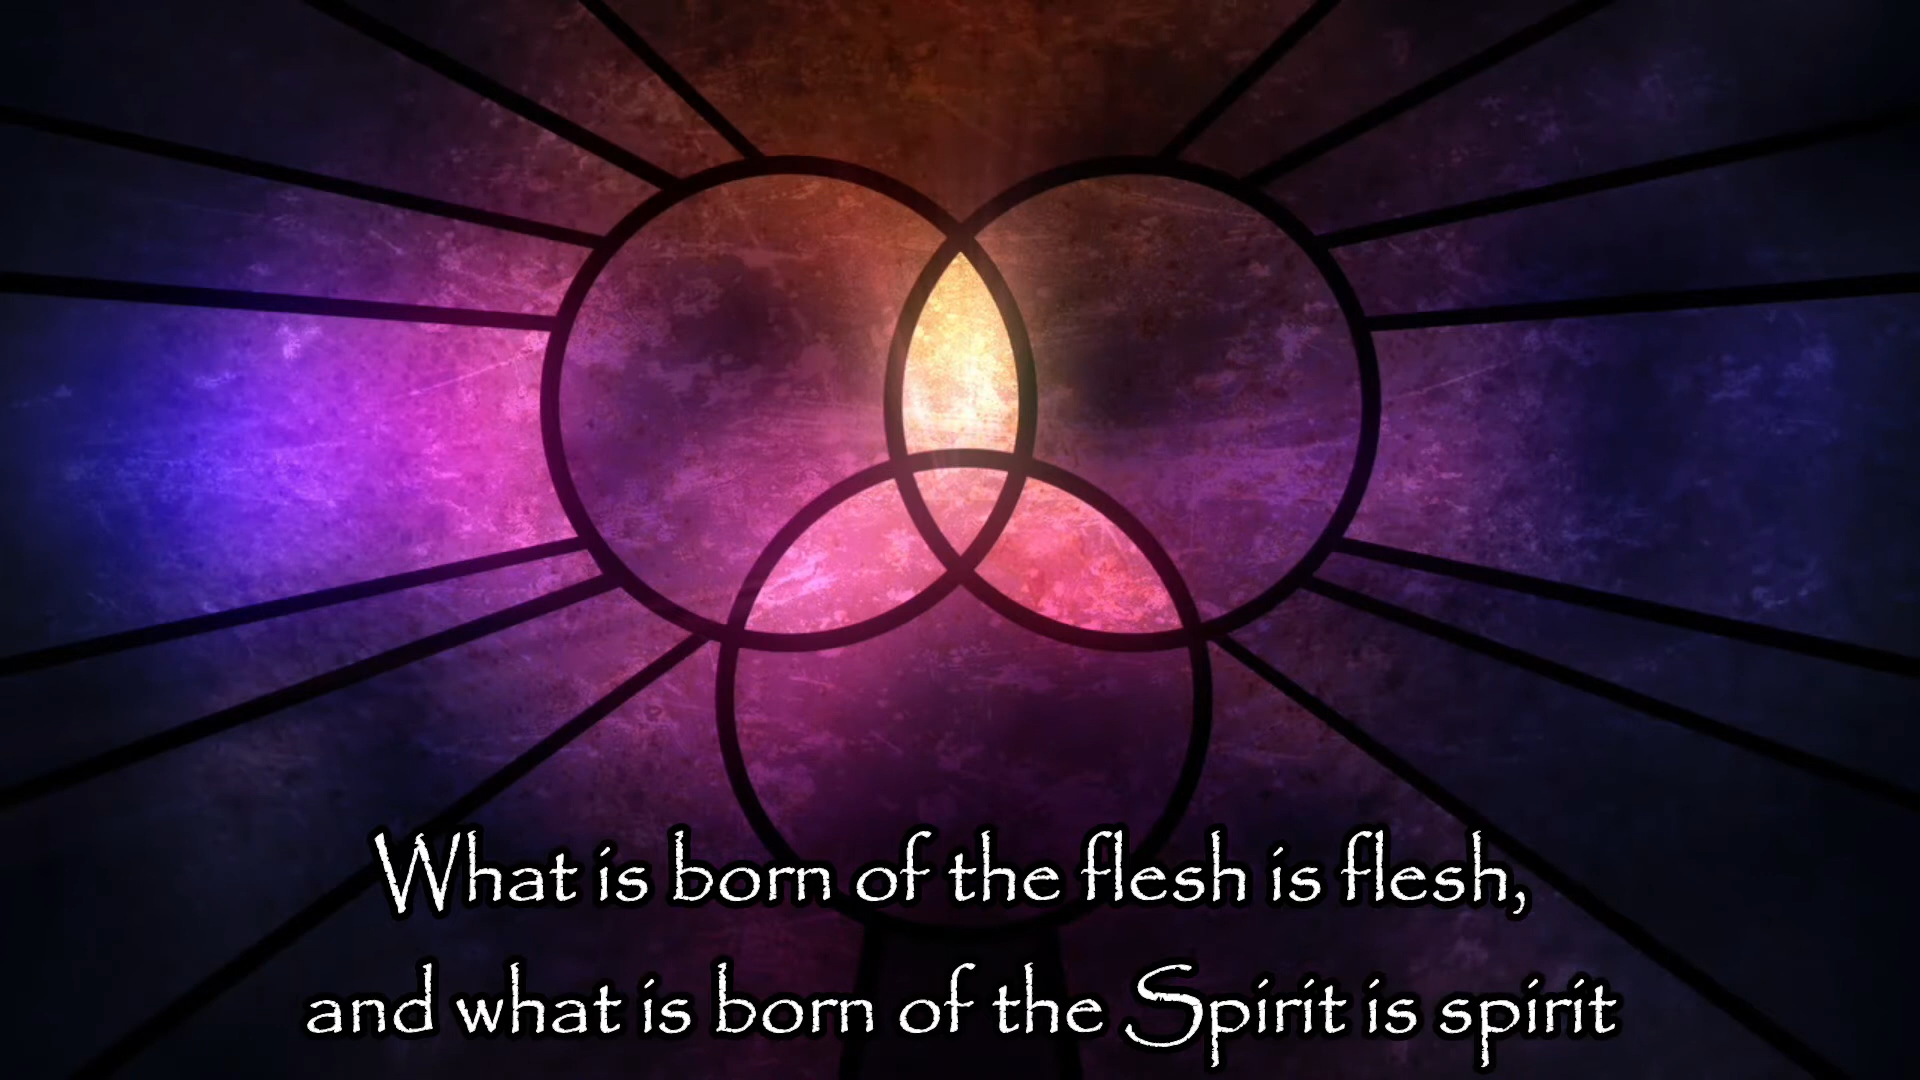 What is born of the flesh is flesh,
and what is born of the Spirit is spirit